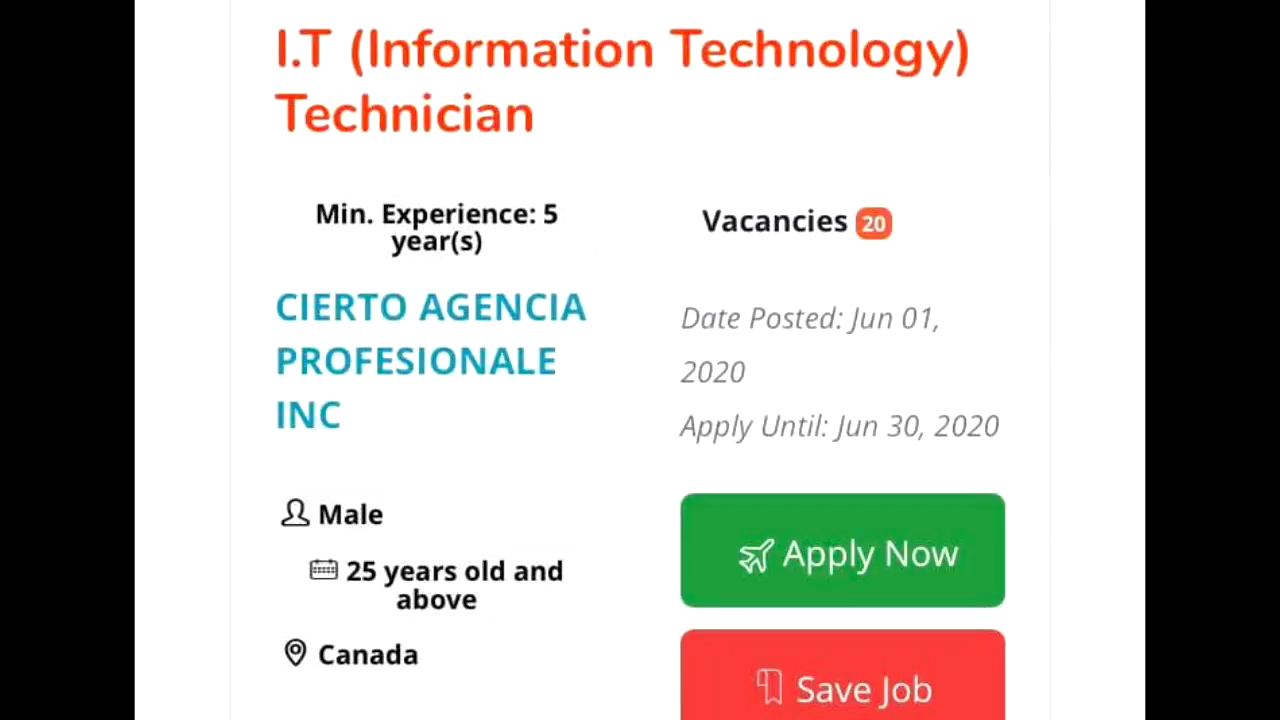 I.T (Information Technology)
Technician
Min. Experience: 5
year(s)
Vacancies 20
CIERTO AGENCIA
PROFESIONALE
INC
Date Posted: Jun 01,
2020
Apply Until: Jun 30, 2020
Male
25 years old and
above
Canada
Apply Now
Save Job